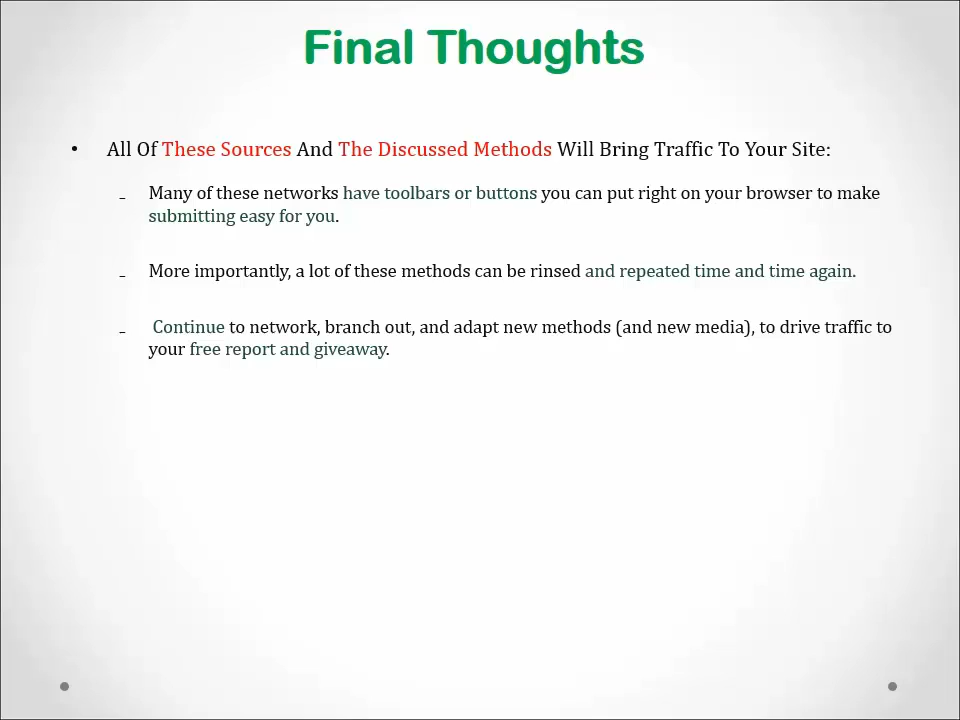 Final Thoughts
• All Of These Sources And The Discussed Methods Will Bring Traffic To Your Site:
– Many of these networks have toolbars or buttons you can put right on your browser to make
submitting easy for you.
– More importantly, a lot of these methods can be rinsed and repeated time and time again.
– Continue to network, branch out, and adapt new methods (and new media), to drive traffic to
your free report and giveaway.